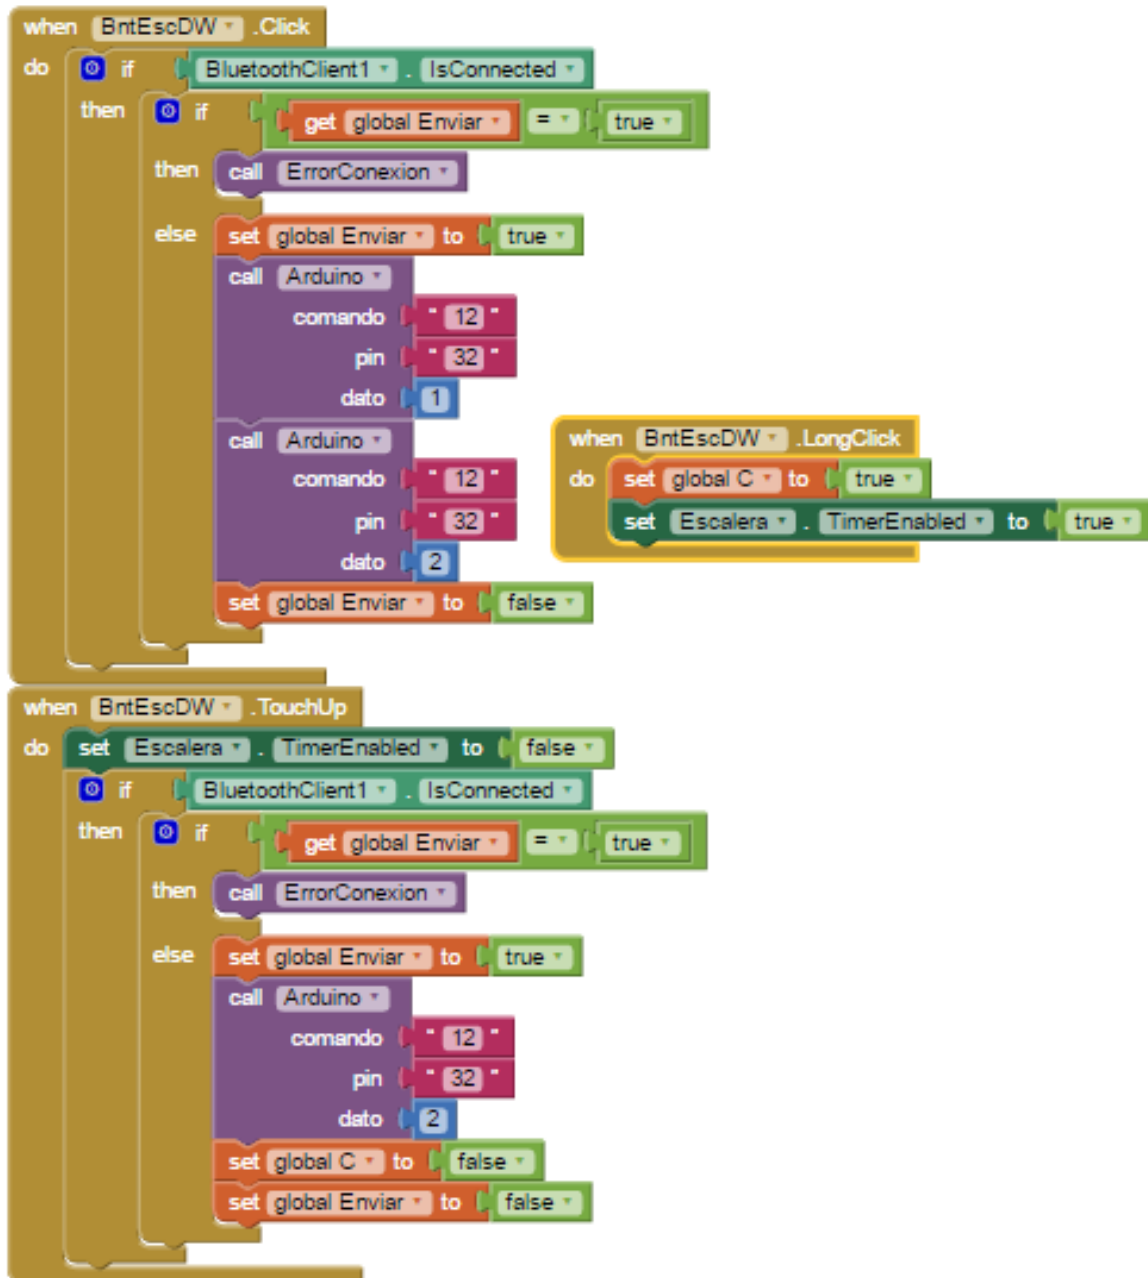 when BntEscDW .Click
do if BluetoothClient1 . IsConnected
then if get global Enviar = true
then call ErrorConexion
else set global Enviar to true
call Arduino
comando " 12 "
pin " 32 "
dato 1
call Arduino
comando " 12 "
pin " 32 "
dato 2
set global Enviar to false
when BntEscDW .LongClick
do set global C to true
set Escalera . TimerEnabled to true
when BntEscDW .TouchUp
do set Escalera . TimerEnabled to false
if BluetoothClient1 . IsConnected
then if get global Enviar = true
then call ErrorConexion
else set global Enviar to true
call Arduino
comando " 12 "
pin " 32 "
dato 2
set global C to false
set global Enviar to false